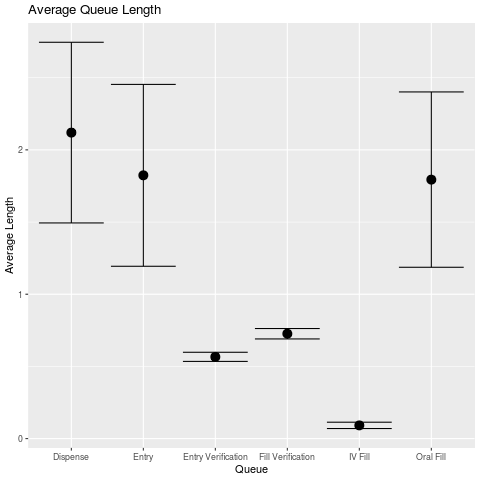 Average Queue Length
Average Length
2
1
0
Dispense Entry Entry Verification Fill Verification IV Fill Oral Fill
Queue